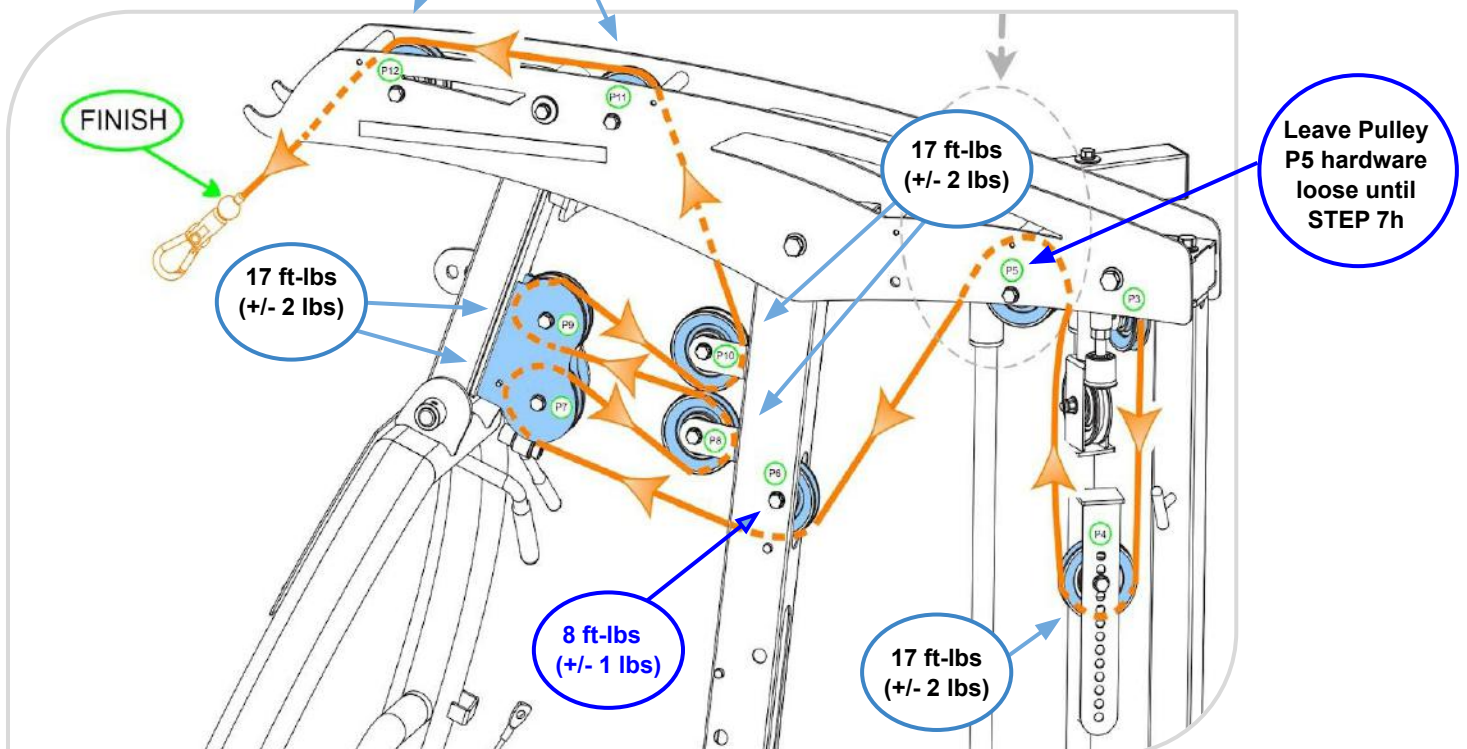 P12
P11
FINISH
17 ft-lbs
(+/- 2 lbs)
Leave Pulley
P5 hardware
loose until
STEP 7h
17 ft-lbs
(+/- 2 lbs)
P5
P3
P9
P10
P7
P8
P6
P4
8 ft-lbs
(+/- 1 lbs)
17 ft-lbs
(+/- 2 lbs)